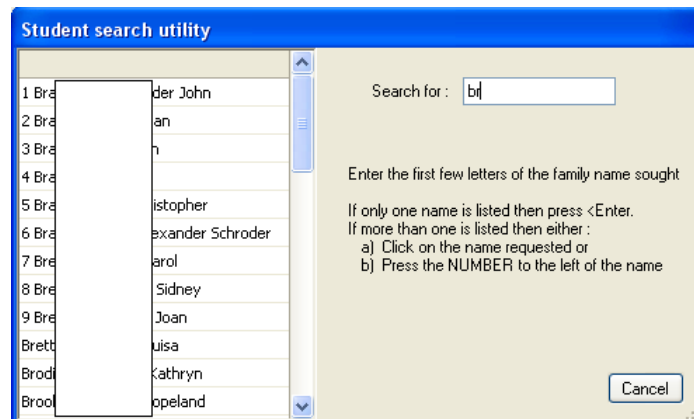 Student search utility
1 Bra der John
2 Bra an
3 Bra n
4 Bra
5 Bra istopher
6 Bra exander Schroder
7 Bre arol
8 Bre Sidney
9 Bre Joan
Brett uisa
Brodi Kathryn
Brool opeland
Search for : br
Enter the first few letters of the family name sought
If only one name is listed then press <Enter.
If more than one is listed then either :
a) Click on the name requested or
b) Press the NUMBER to the left of the name
Cancel